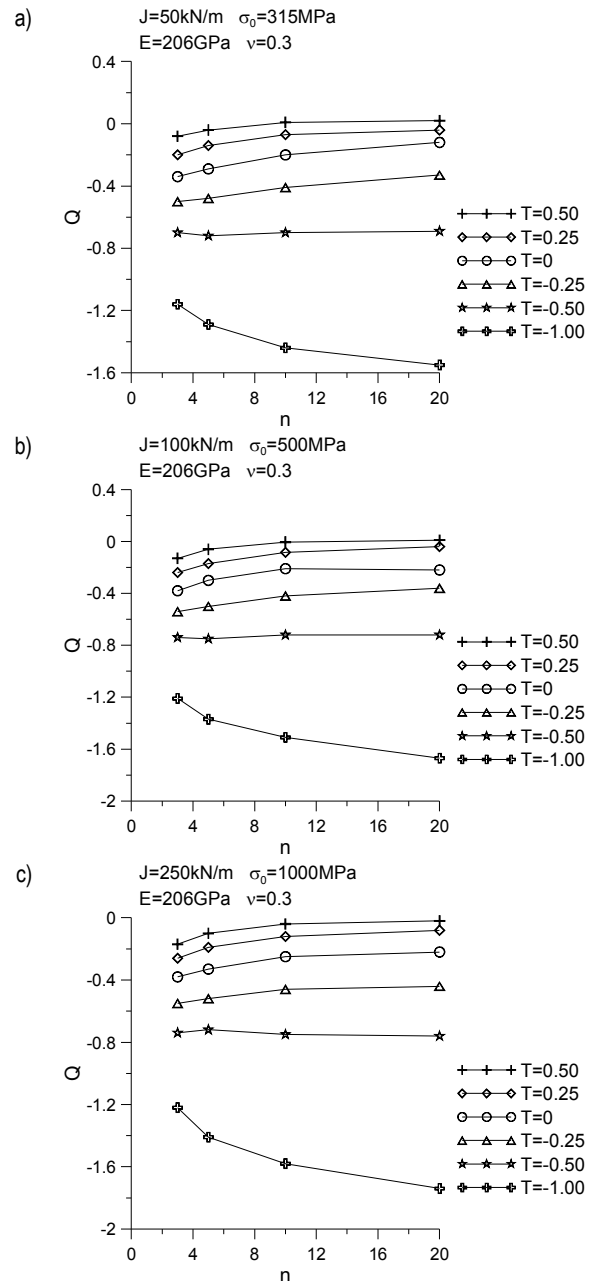 a)
J=50kN/m σ₀=315MPa
E=206GPa ν=0.3
0.4
0
-0.4
-0.8
-1.2
-1.6
Q
0 4 8 12 16 20
n
T=0.50
T=0.25
T=0
T=-0.25
T=-0.50
T=-1.00
b)
J=100kN/m σ₀=500MPa
E=206GPa ν=0.3
0.4
0
-0.4
-0.8
-1.2
-1.6
-2
Q
0 4 8 12 16 20
n
T=0.50
T=0.25
T=0
T=-0.25
T=-0.50
T=-1.00
c)
J=250kN/m σ₀=1000MPa
E=206GPa ν=0.3
0
-0.4
-0.8
-1.2
-1.6
-2
Q
0 4 8 12 16 20
n
T=0.50
T=0.25
T=0
T=-0.25
T=-0.50
T=-1.00